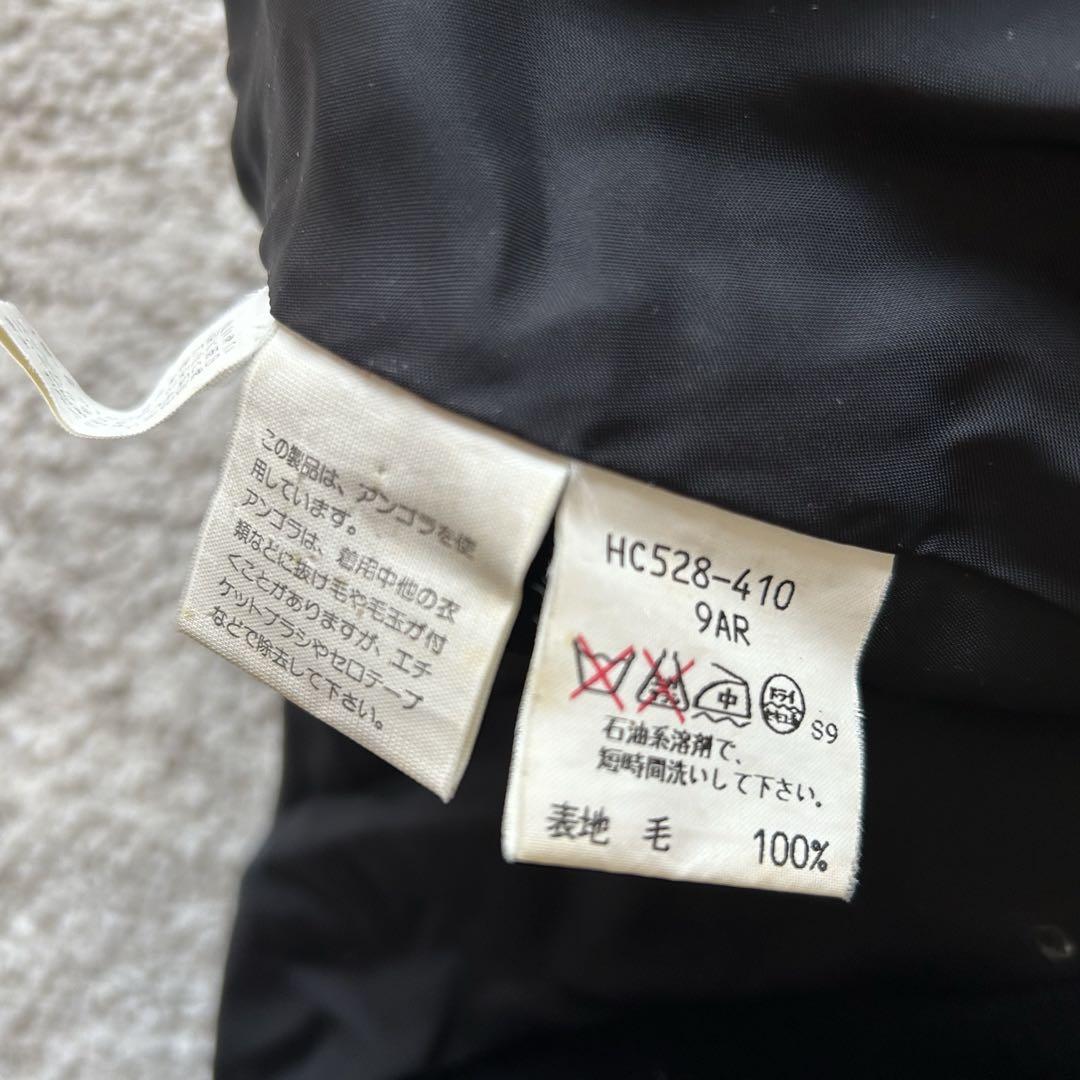 この製品は、アンゴラを使
用しています。
アンゴラは、着用中他の衣
類などに抜け毛や毛玉が付
くことがありますが、エチ
ケットブラシやセロテープ
などで除去して下さい。
HC528-410
9AR
中
ドライ
S9
石油系溶剤で、
短時間洗いして下さい。
表地 毛 100%